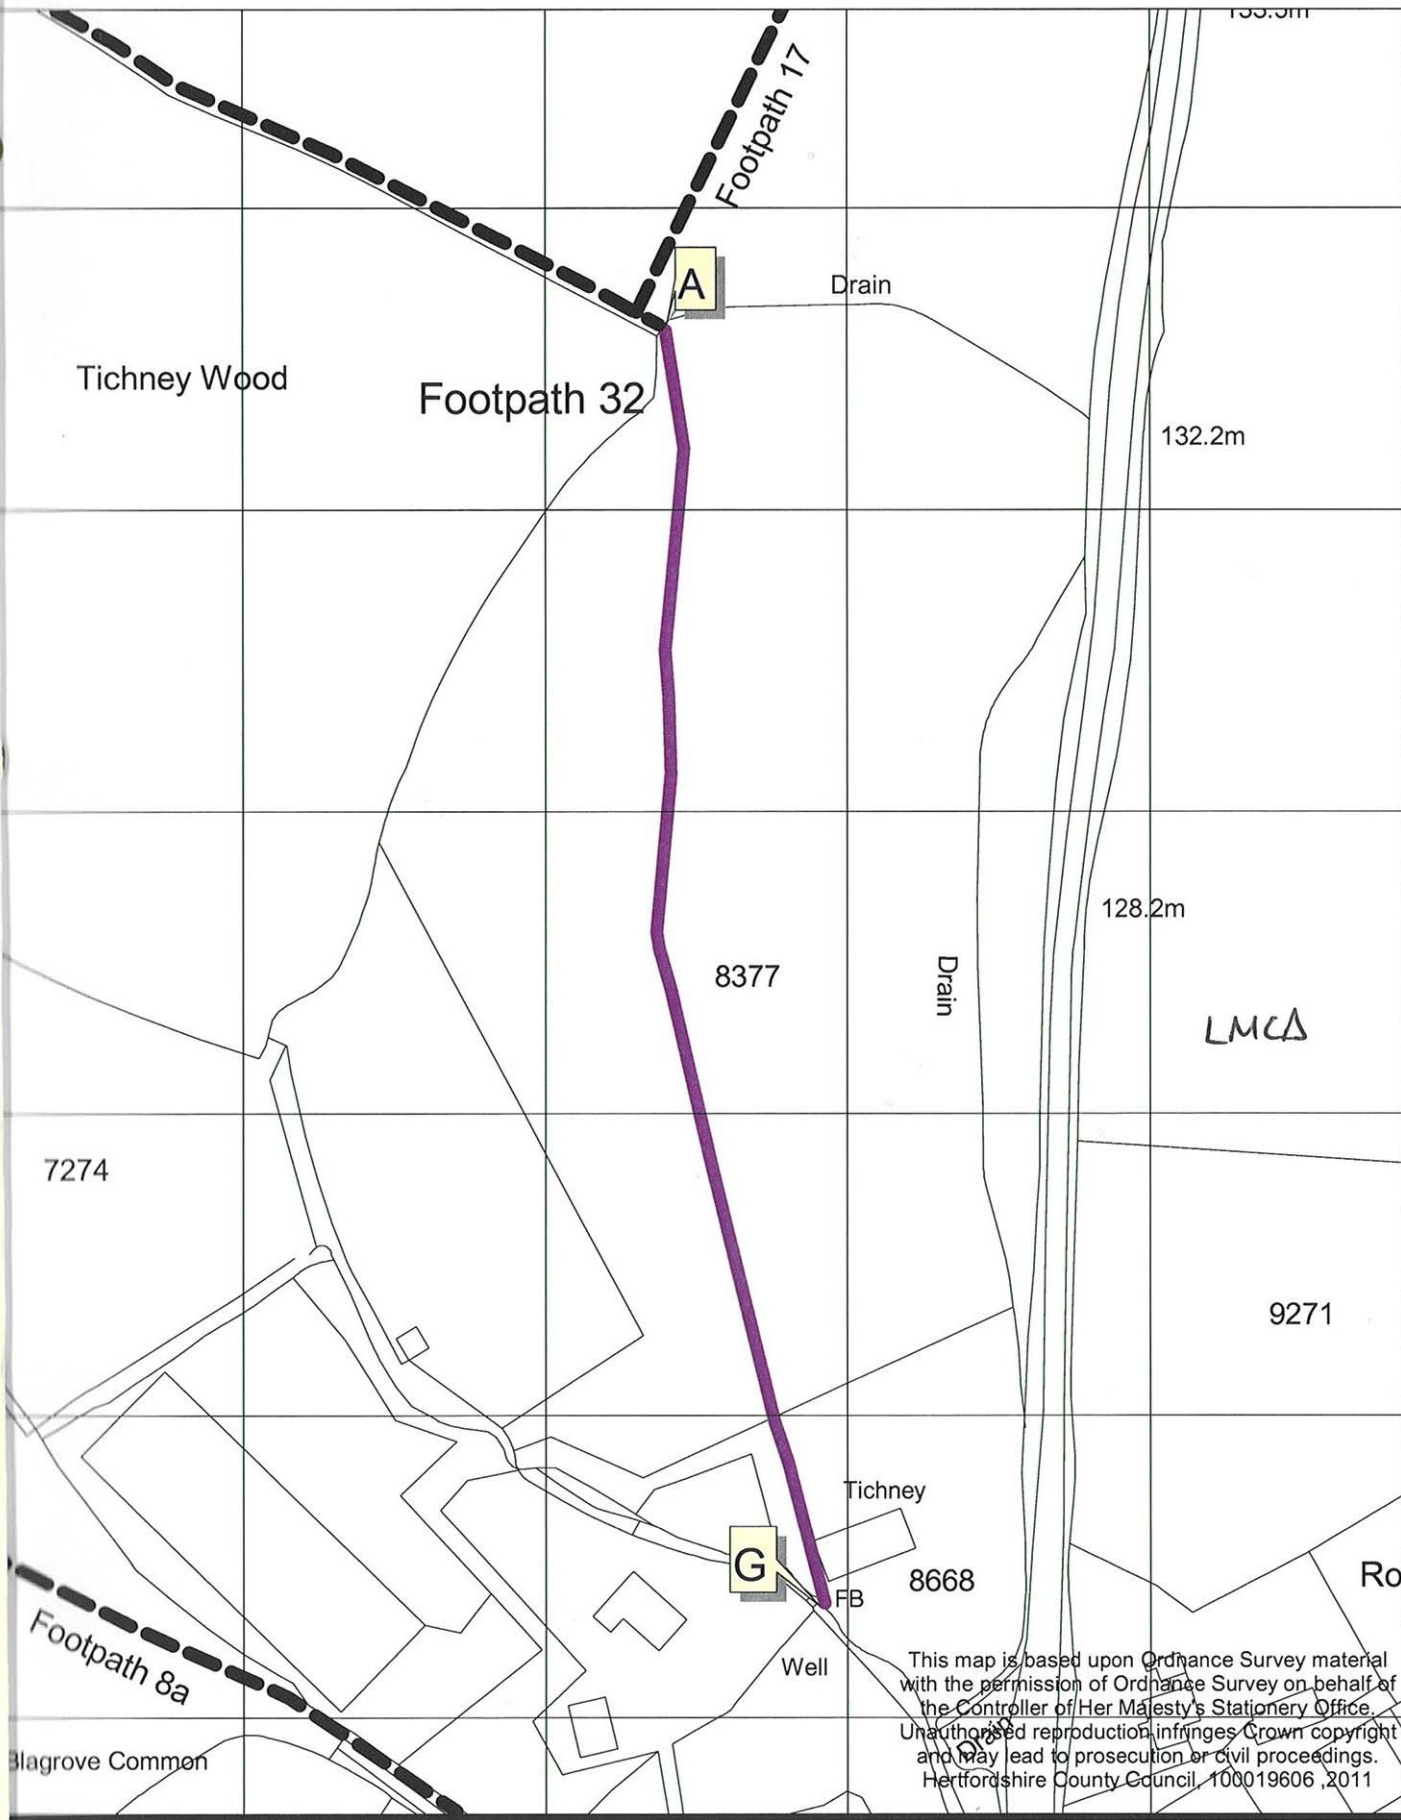 133.5m
Footpath 17
A
Drain
Tichney Wood
Footpath 32
132.2m
128.2m
8377
Drain
LMCA
7274
9271
Tichney
G
8668
FB
Ro
Footpath 8a
Well
This map is based upon Ordnance Survey material
with the permission of Ordnance Survey on behalf of
the Controller of Her Majesty's Stationery Office.
Unauthorised reproduction infringes Crown copyright
and may lead to prosecution or civil proceedings.
Hertfordshire County Council, 100019606 ,2011
Drain
Blagrove Common